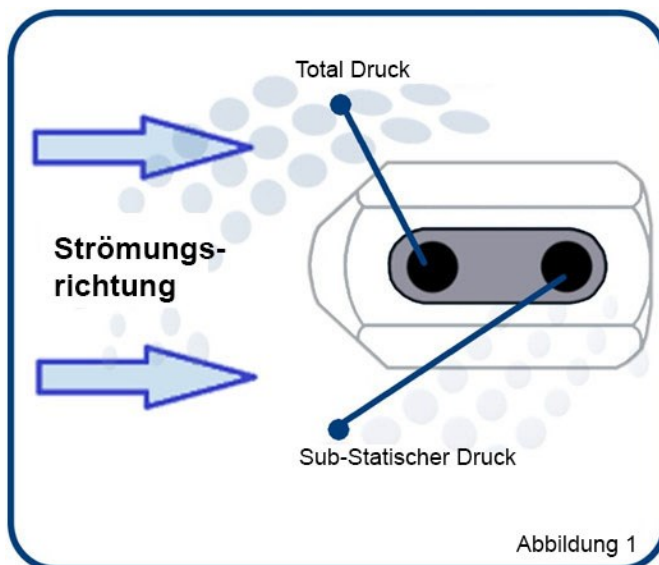 Total Druck
Strömungs-
richtung
Sub-Statischer Druck
Abbildung 1